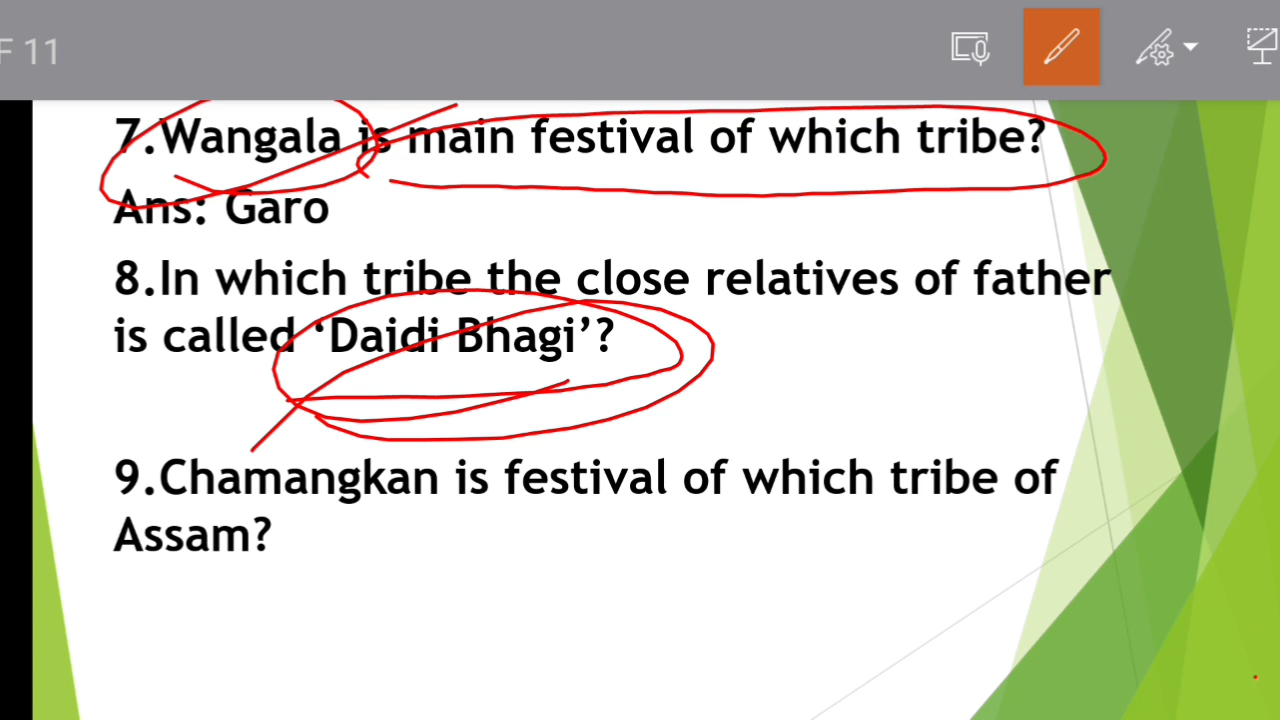 F 11
7.Wangala is main festival of which tribe?
Ans: Garo
8.In which tribe the close relatives of father
is called ‘Daidi Bhagi’?
9.Chamangkan is festival of which tribe of
Assam?